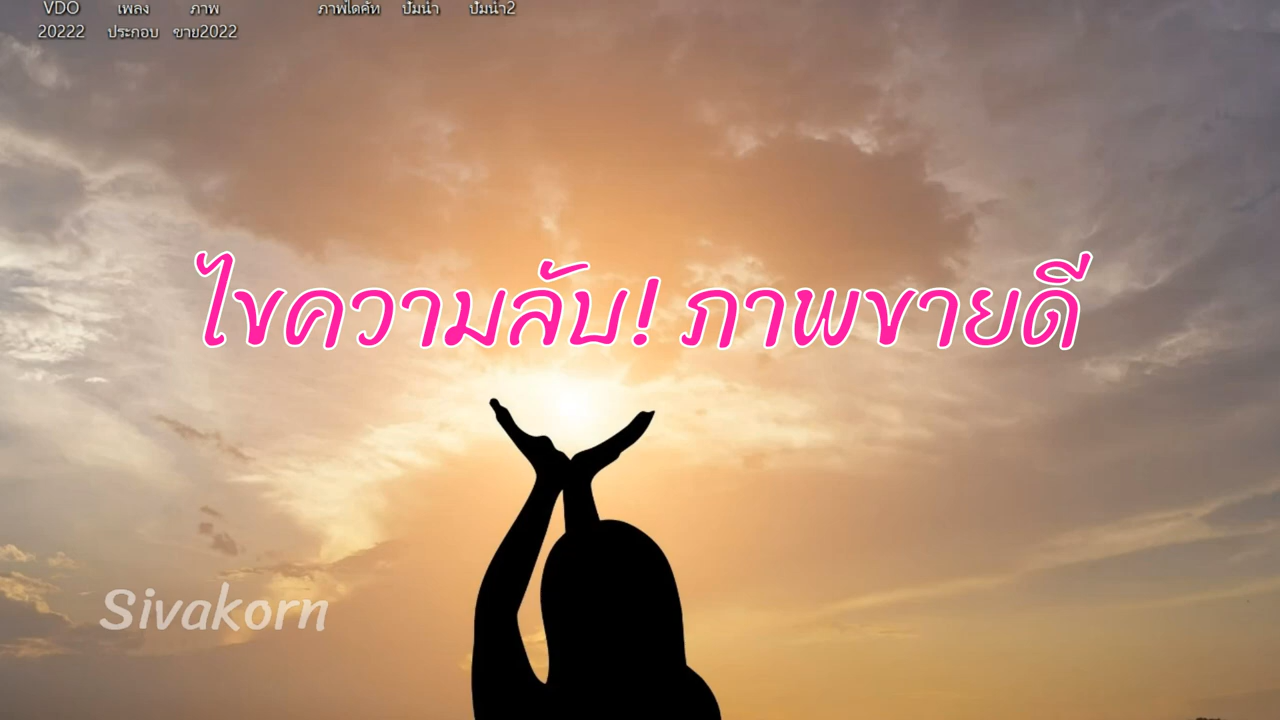 VDO เพลง ภาพ ภาพไดคัท ปั๊มน้ำ ปั๊มน้ำ2
20222 ประกอบ ขาย2022
ไขความลับ! ภาพขายดี
Sivakorn